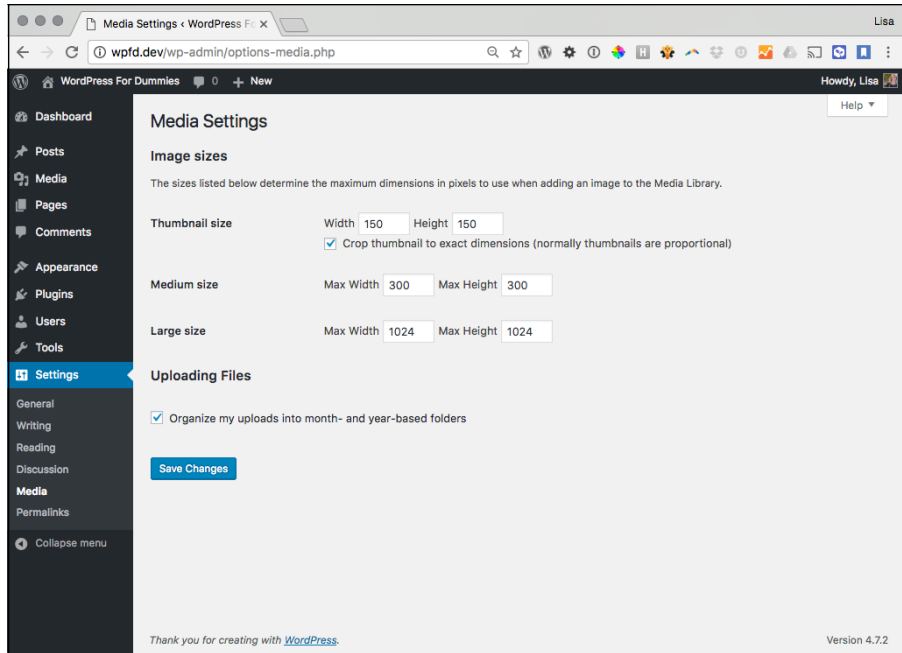 Media Settings ‹ WordPress Fo
Lisa
wpfd.dev/wp-admin/options-media.php
WordPress For Dummies 0 + New Howdy, Lisa
Help
Dashboard
Posts
Media
Pages
Comments
Appearance
Plugins
Users
Tools
Settings
General
Writing
Reading
Discussion
Media
Permalinks
Collapse menu
Media Settings
Image sizes
The sizes listed below determine the maximum dimensions in pixels to use when adding an image to the Media Library.
Thumbnail size Width 150 Height 150
Crop thumbnail to exact dimensions (normally thumbnails are proportional)
Medium size Max Width 300 Max Height 300
Large size Max Width 1024 Max Height 1024
Uploading Files
Organize my uploads into month- and year-based folders
Save Changes
Thank you for creating with WordPress.
Version 4.7.2